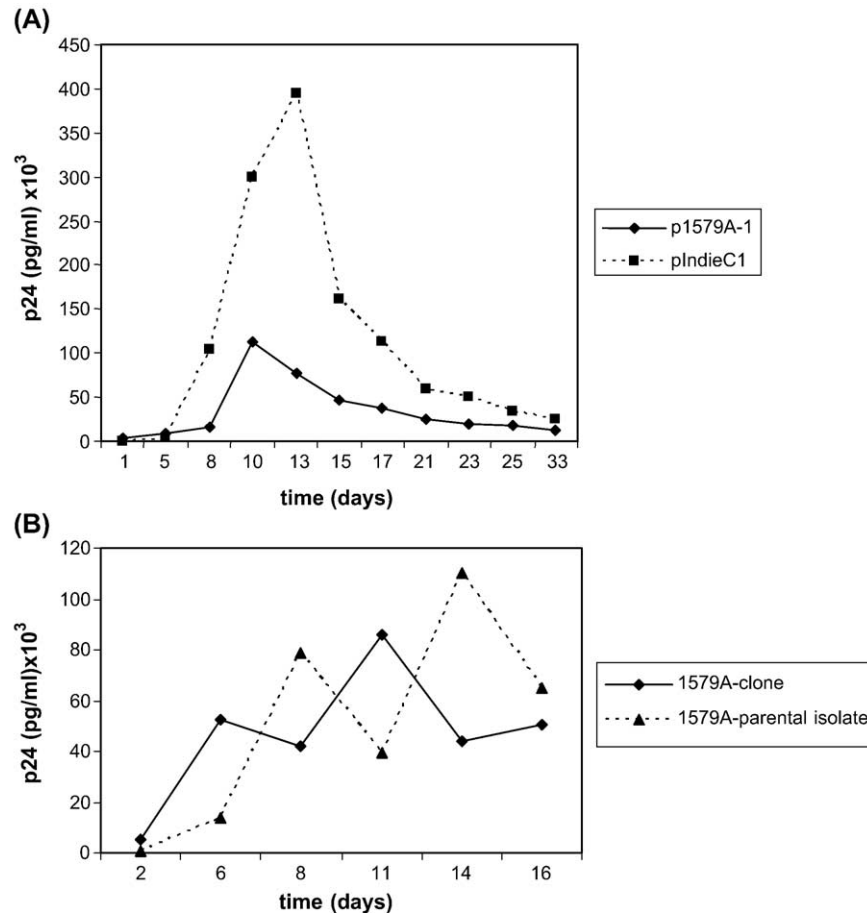 (A)
450
400
350
300
250
200
150
100
50
0
p24 (pg/ml) x10³
1 5 8 10 13 15 17 21 23 25 33
time (days)
p1579A-1
pIndieC1
(B)
120
100
80
60
40
20
0
p24 (pg/ml)x10³
2 6 8 11 14 16
time (days)
1579A-clone
1579A-parental isolate